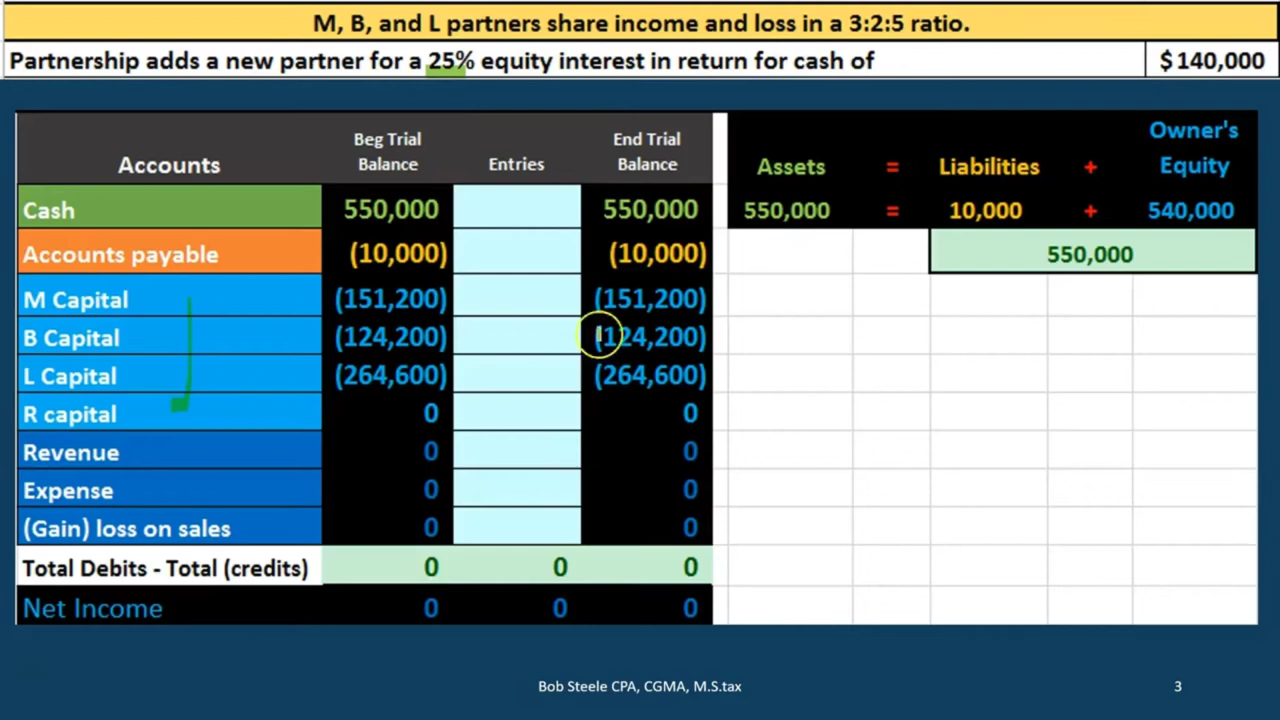 M, B, and L partners share income and loss in a 3:2:5 ratio.
Partnership adds a new partner for a 25% equity interest in return for cash of $140,000
Accounts Beg Trial Balance Entries End Trial Balance
Cash 550,000 550,000
Accounts payable (10,000) (10,000)
M Capital (151,200) (151,200)
B Capital (124,200) (124,200)
L Capital (264,600) (264,600)
R capital 0 0
Revenue 0 0
Expense 0 0
(Gain) loss on sales 0 0
Total Debits - Total (credits) 0 0 0
Net Income 0 0 0
Assets = Liabilities + Owner's Equity
550,000 = 10,000 + 540,000
550,000
Bob Steele CPA, CGMA, M.S.tax 3